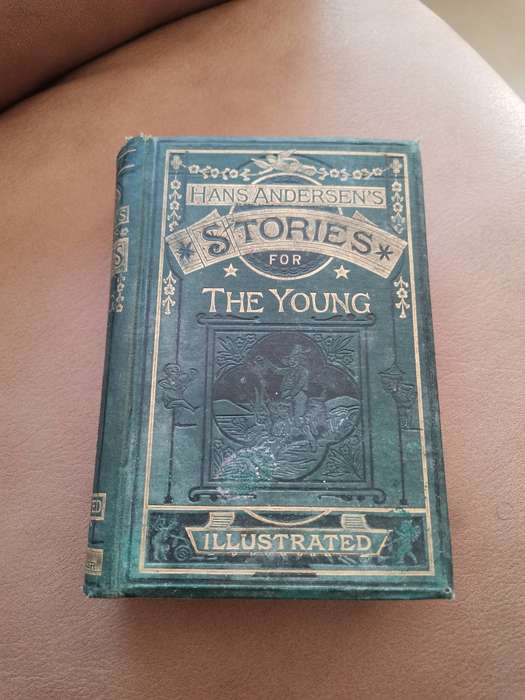 HANS ANDERSEN'S
STORIES
FOR
THE YOUNG
ILLUSTRATED